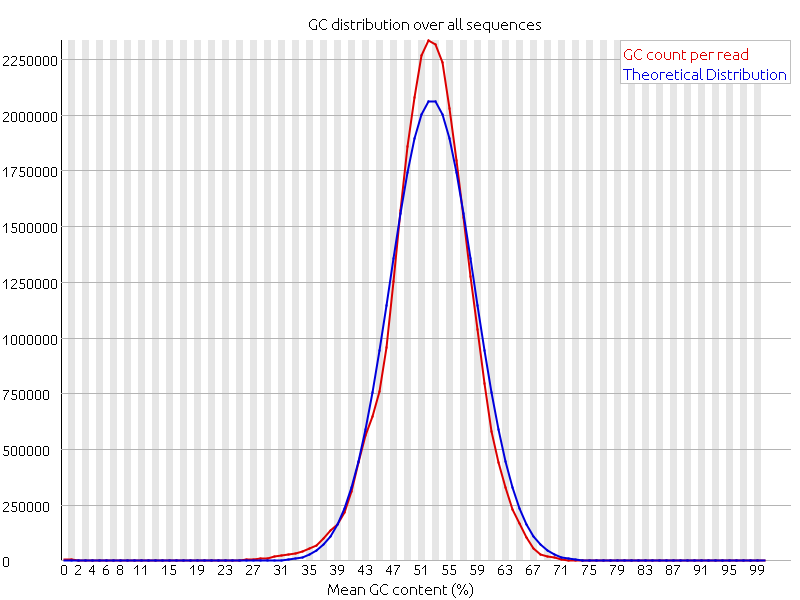 GC distribution over all sequences
GC count per read
Theoretical Distribution
2250000
2000000
1750000
1500000
1250000
1000000
750000
500000
250000
0
0 2 4 6 8 11 15 19 23 27 31 35 39 43 47 51 55 59 63 67 71 75 79 83 87 91 95 99
Mean GC content (%)